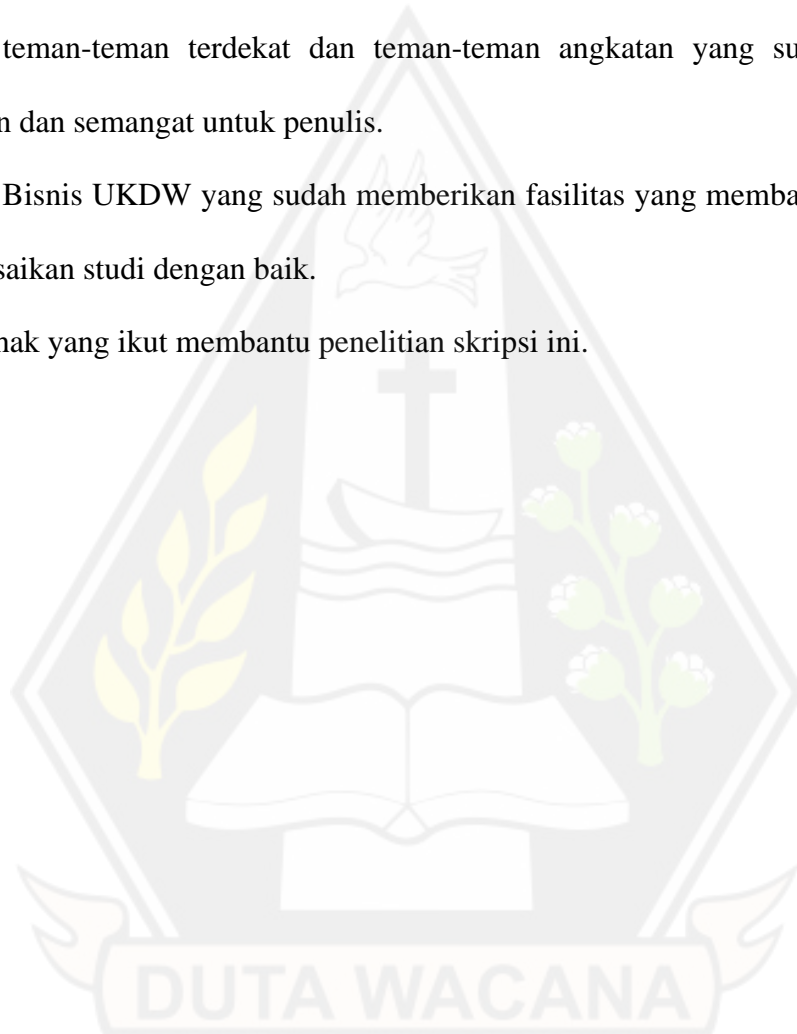 teman-teman terdekat dan teman-teman angkatan yang su
n dan semangat untuk penulis.
Bisnis UKDW yang sudah memberikan fasilitas yang memba
saikan studi dengan baik.
hak yang ikut membantu penelitian skripsi ini.
DUTA WACANA